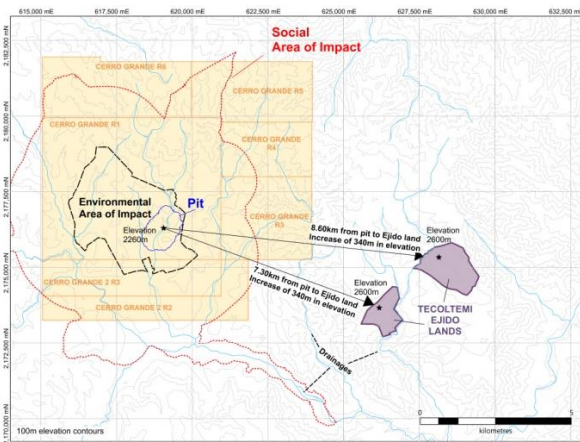 615,000 mE
617,500 mE
620,000 mE
622,500 mE
625,000 mE
627,500 mE
630,000 mE
632,500 m
2,182,500 mN
Social
Area of Impact
CERRO GRANDE R6
CERRO GRANDE R5
2,180,000 mN
CERRO GRANDE R1
CERRO GRANDE
R4
2,177,500 mN
Environmental
Area of Impact
Pit
CERRO GRANDE
R3
Elevation
2260m
8.60km from pit to Ejido land
Increase of 340m in elevation
Elevation
2600m
2,175,000 mN
7.30km from pit to Ejido land
Increase of 340m in elevation
Elevation
2600m
CERRO GRANDE 2 R3
CERRO GRANDE 2 R2
TECOLTEMI
EJIDO
LANDS
2,172,500 mN
Drainages
2,170,000 mN
100m elevation contours
0
5
kilometres